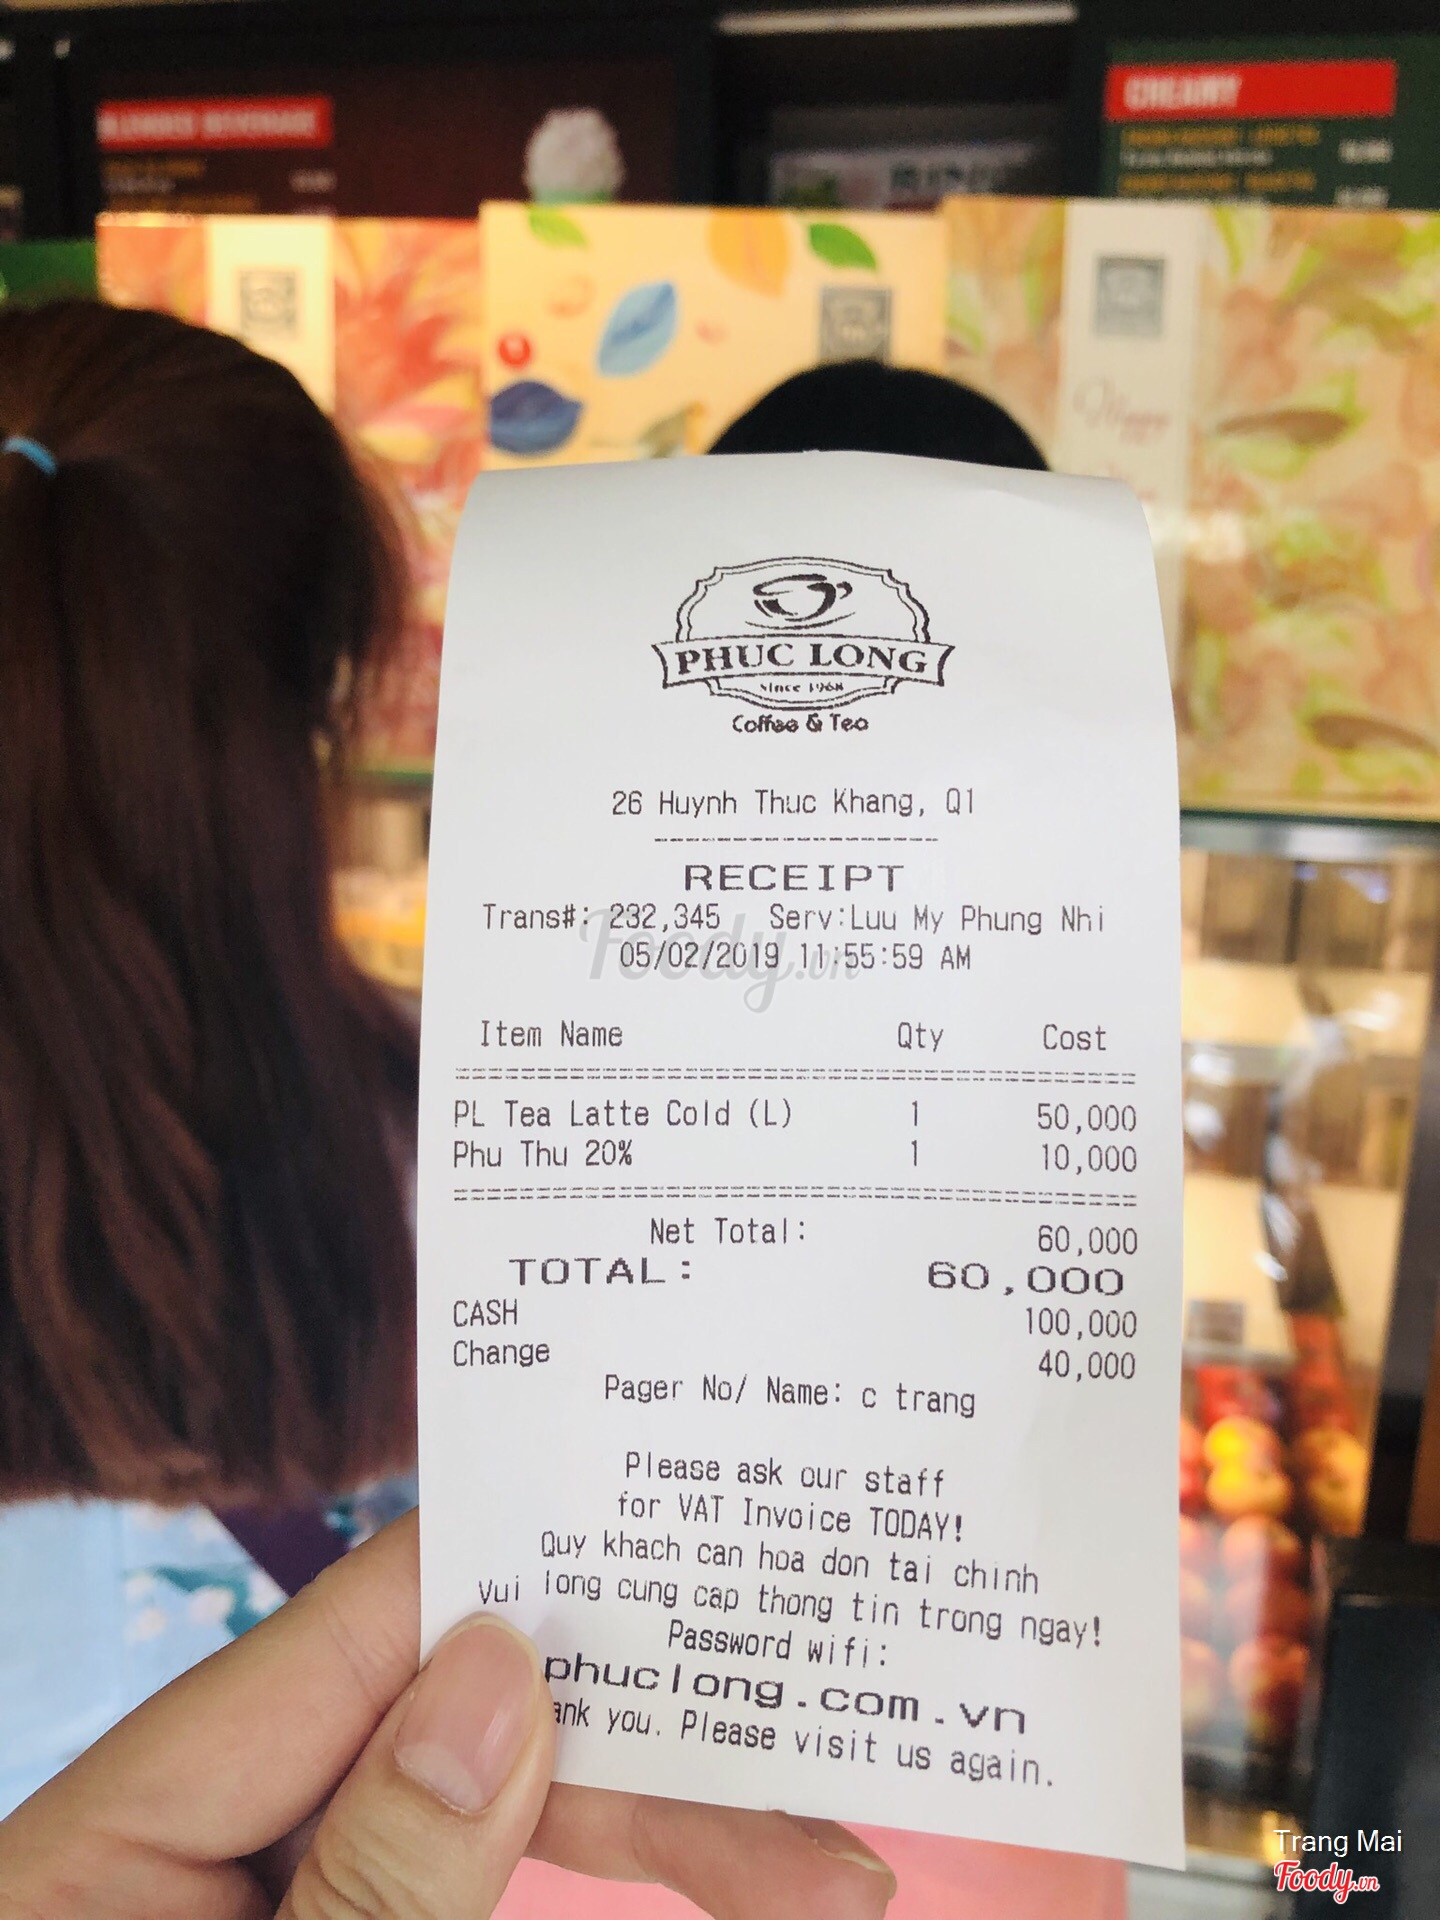 BLENDED BEVERAGE
CREAMY
PHUC LONG
Since 1968
Coffee & Tea
26 Huynh Thuc Khang, Q1
RECEIPT
Trans#: 232,345 Serv:Luu My Phung Nhi
05/02/2019 11:55:59 AM
Foody.vn
Item Name Qty Cost
PL Tea Latte Cold (L) 1 50,000
Phu Thu 20% 1 10,000
Net Total: 60,000
TOTAL: 60,000
CASH 100,000
Change 40,000
Pager No/ Name: c trang
Please ask our staff
for VAT Invoice TODAY!
Quy khach can hoa don tai chinh
Vui long cung cap thong tin trong ngay!
Password wifi:
phuclong.com.vn
ank you. Please visit us again.
Trang Mai
Foody.vn